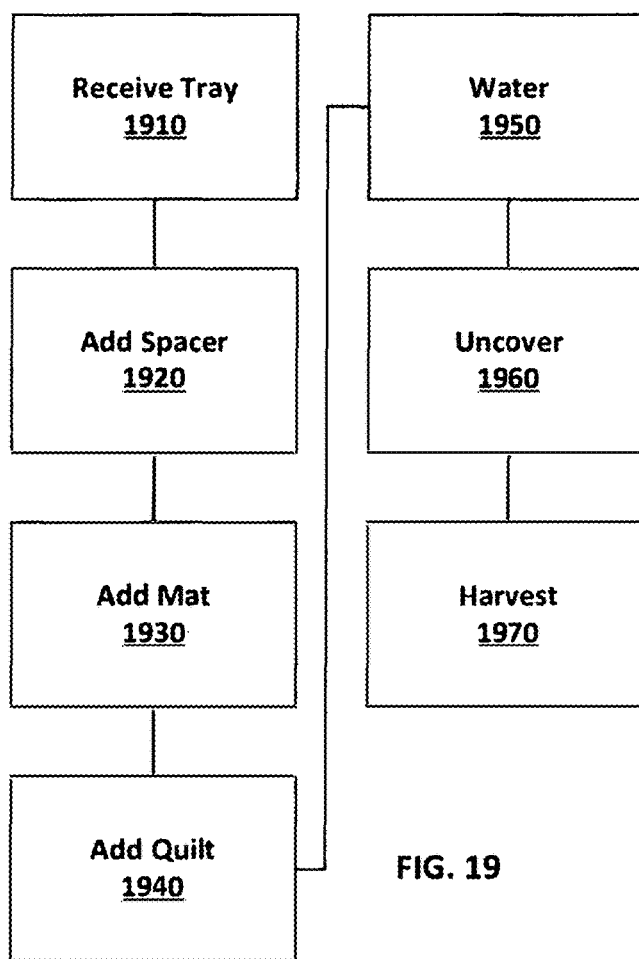 Receive Tray
1910
Add Spacer
1920
Add Mat
1930
Add Quilt
1940
Water
1950
Uncover
1960
Harvest
1970
FIG. 19